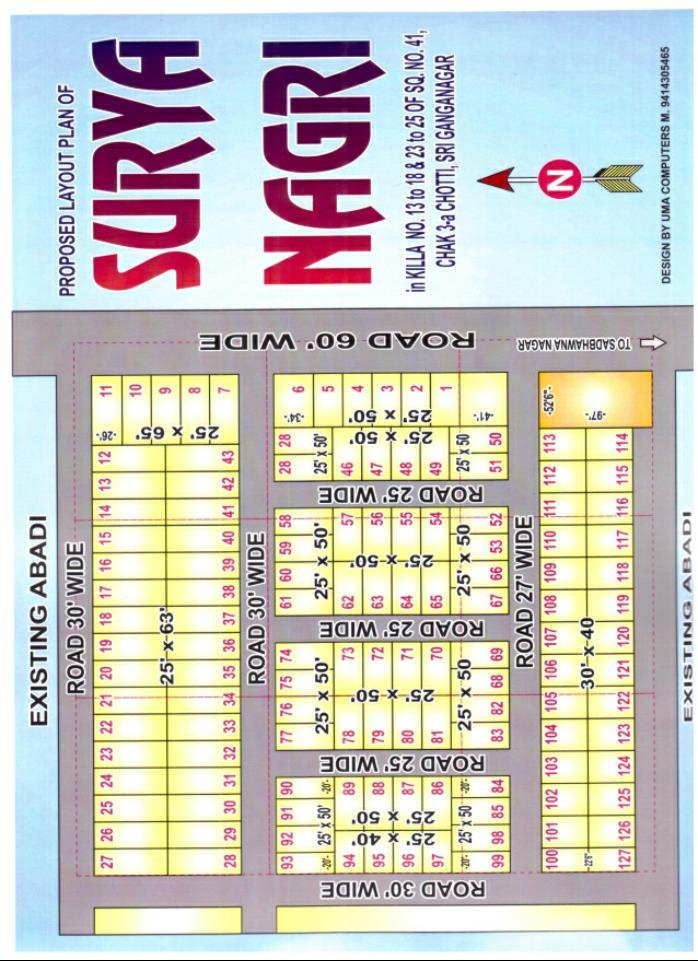 EXISTING ABADI
ROAD 30' WIDE
27 26 25 24 23 22 21 20 19 18 17 16 15 14 13 12
-26'- 11
10
9
8
7
25' x 63'
25' x 65'
28 29 30 31 32 33 34 35 36 37 38 39 40 41 42 43
ROAD 30' WIDE
ROAD 60' WIDE
93 92 91 90
-20'- 25' x 50' -20'-
94 89
95 88
96 87
97 86
25' x 40'
25' x 50'
-20'- 25' x 50 -20'-
99 98 85 84
ROAD 30' WIDE
ROAD 25' WIDE
77 76 75 74
25' x 50'
78 73
79 72
80 71
81 70
25' x 50'
25' x 50
83 82 68 69
ROAD 25' WIDE
61 60 59 58
25' x 50'
62 57
63 56
64 55
65 54
25' x 50'
25' x 50
67 66 53 52
ROAD 25' WIDE
28 28
25' x 50'
46
47
48
49
25' x 50'
25' x 50
51 50
-34'-
6
5
4
3
2
1
25' x 50'
-41'-
ROAD 27' WIDE
100 101 102 103 104 105 106 107 108 109 110 111 112 113
-22'6"- 30' x 40
127 126 125 124 123 122 121 120 119 118 117 116 115 114
-52'6"-
-97'-
TO SADBHAWNA NAGAR
EXISTING ABADI
PROPOSED LAYOUT PLAN OF
SURYA
NAGRI
in KILLA NO. 13 to 18 & 23 to 25 OF SQ. NO. 41,
CHAK 3-a CHOTTI, SRI GANGANAGAR
N
DESIGN BY UMA COMPUTERS M. 9414305465